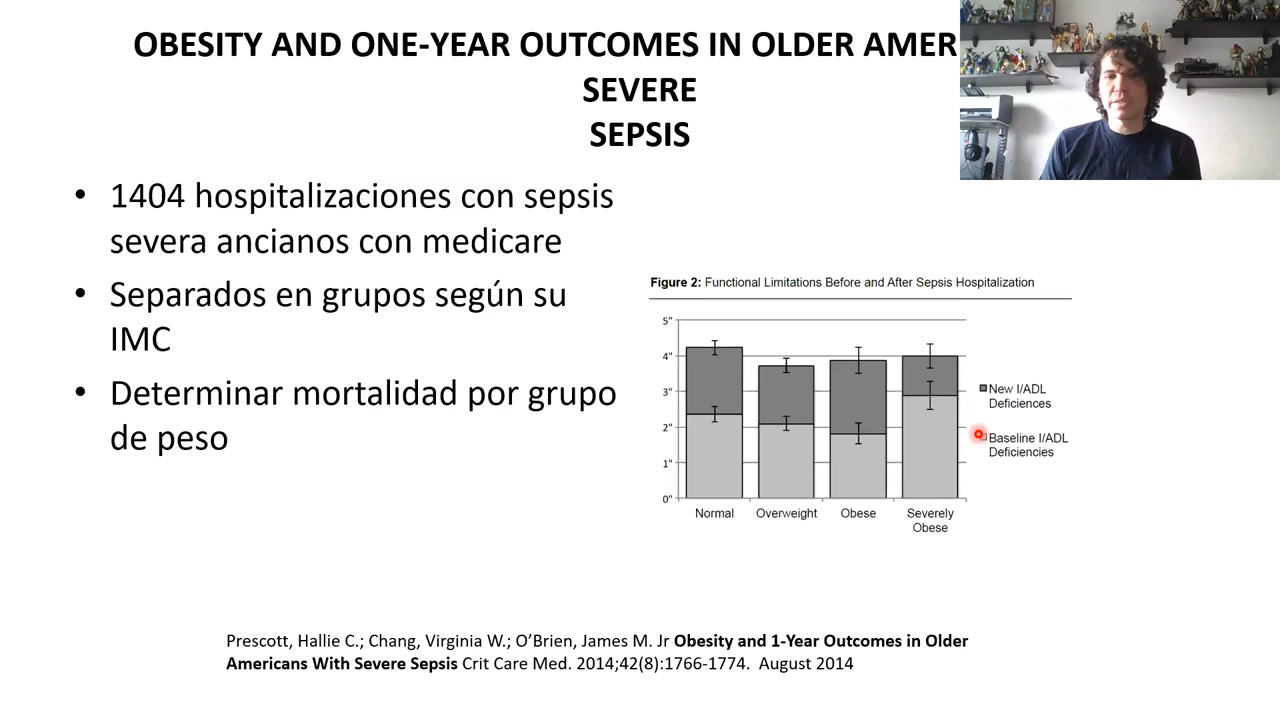 OBESITY AND ONE-YEAR OUTCOMES IN OLDER AMER
SEVERE
SEPSIS
• 1404 hospitalizaciones con sepsis
severa ancianos con medicare
• Separados en grupos según su
IMC
• Determinar mortalidad por grupo
de peso
Figure 2: Functional Limitations Before and After Sepsis Hospitalization
5"
4"
3"
2"
1"
0"
Normal
Overweight
Obese
Severely
Obese
New I/ADL
Deficiences
Baseline I/ADL
Deficiencies
Prescott, Hallie C.; Chang, Virginia W.; O’Brien, James M. Jr Obesity and 1-Year Outcomes in Older
Americans With Severe Sepsis Crit Care Med. 2014;42(8):1766-1774. August 2014